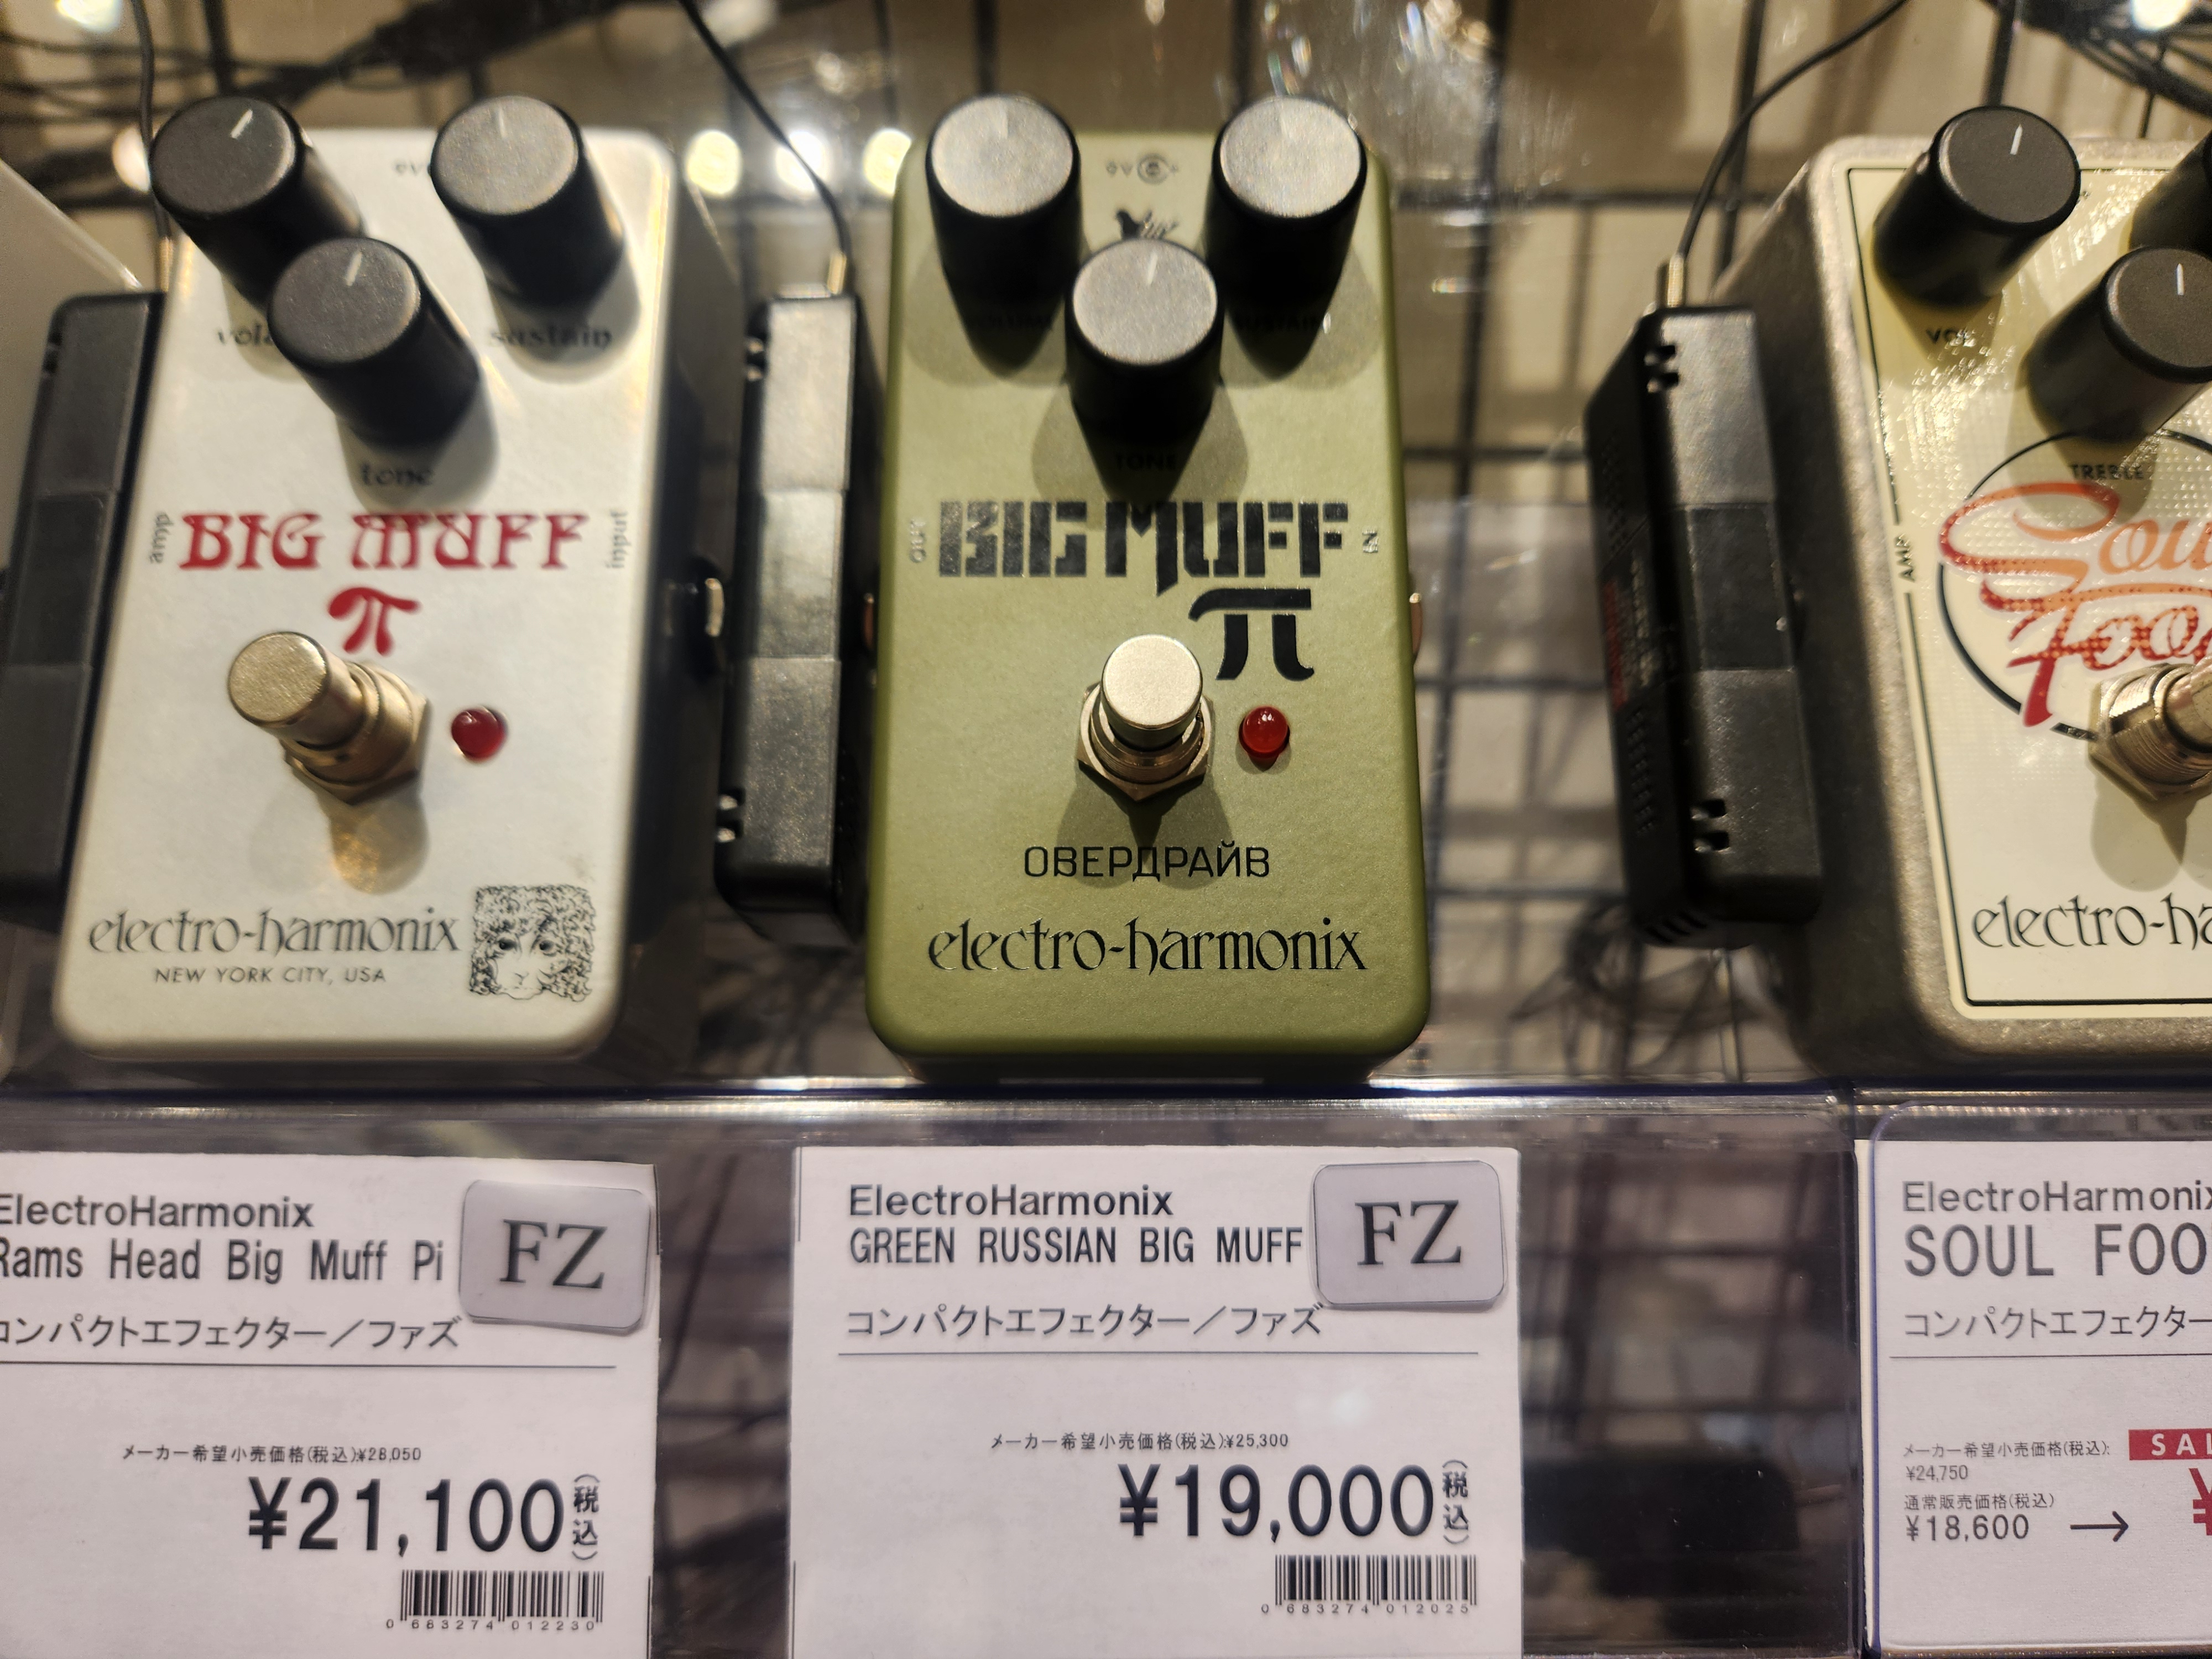 sustain
tone
amp
BIG MUFF
input
π
electro-harmonix
NEW YORK CITY, USA
TONE
OUT
BIG MUFF
IN
π
ОВЕРДРАЙВ
electro-harmonix
TREBLE
AMP
ElectroHarmonix
Rams Head Big Muff Pi
FZ
コンパクトエフェクター／ファズ
メーカー希望小売価格(税込):¥28,050
¥21,100(税込)
0 683274 012230
ElectroHarmonix
GREEN RUSSIAN BIG MUFF
FZ
コンパクトエフェクター／ファズ
メーカー希望小売価格(税込):¥25,300
¥19,000(税込)
0 683274 012025
ElectroHarmonix
SOUL FOO
コンパクトエフェクター
メーカー希望小売価格(税込):
¥24,750
通常販売価格(税込)
¥18,600 →
SAL